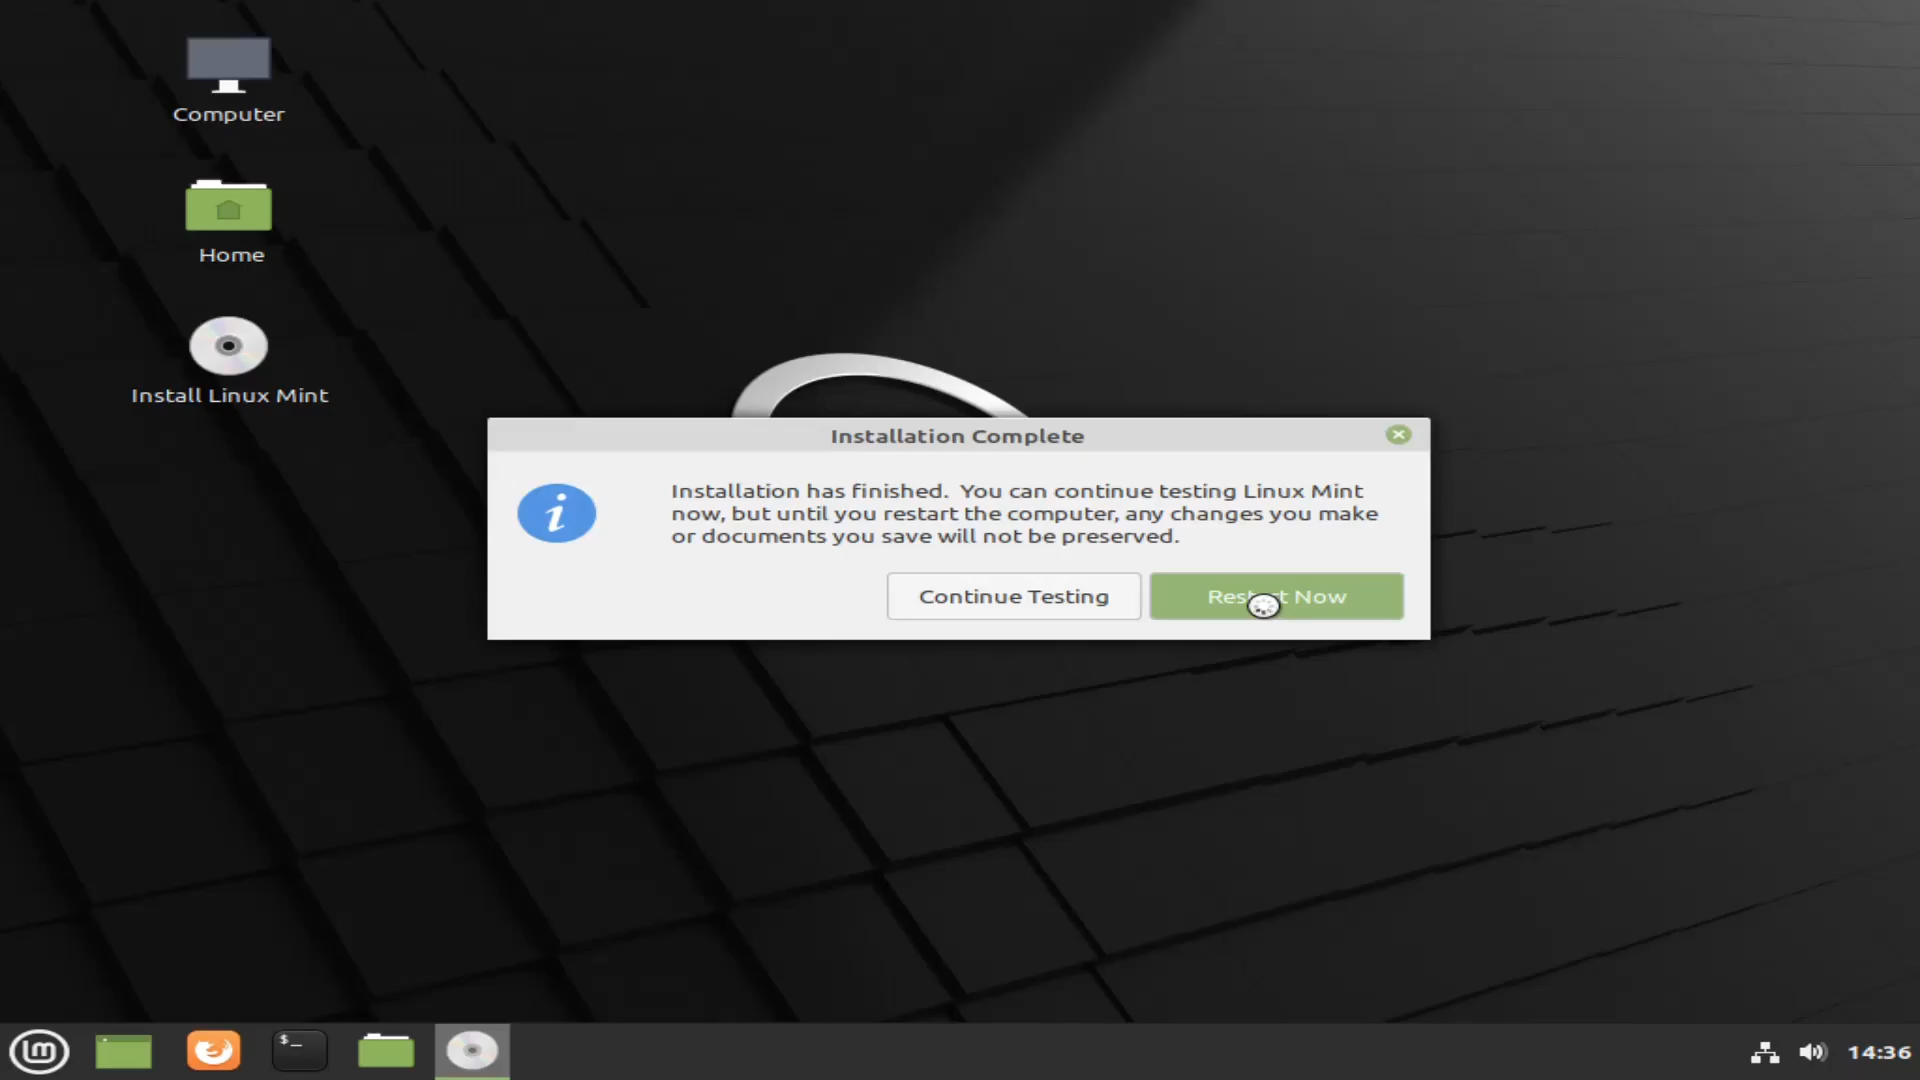 Computer
Home
Install Linux Mint
Installation Complete
Installation has finished.  You can continue testing Linux Mint
now, but until you restart the computer, any changes you make
or documents you save will not be preserved.
Continue Testing
Restart Now
$_
14:36